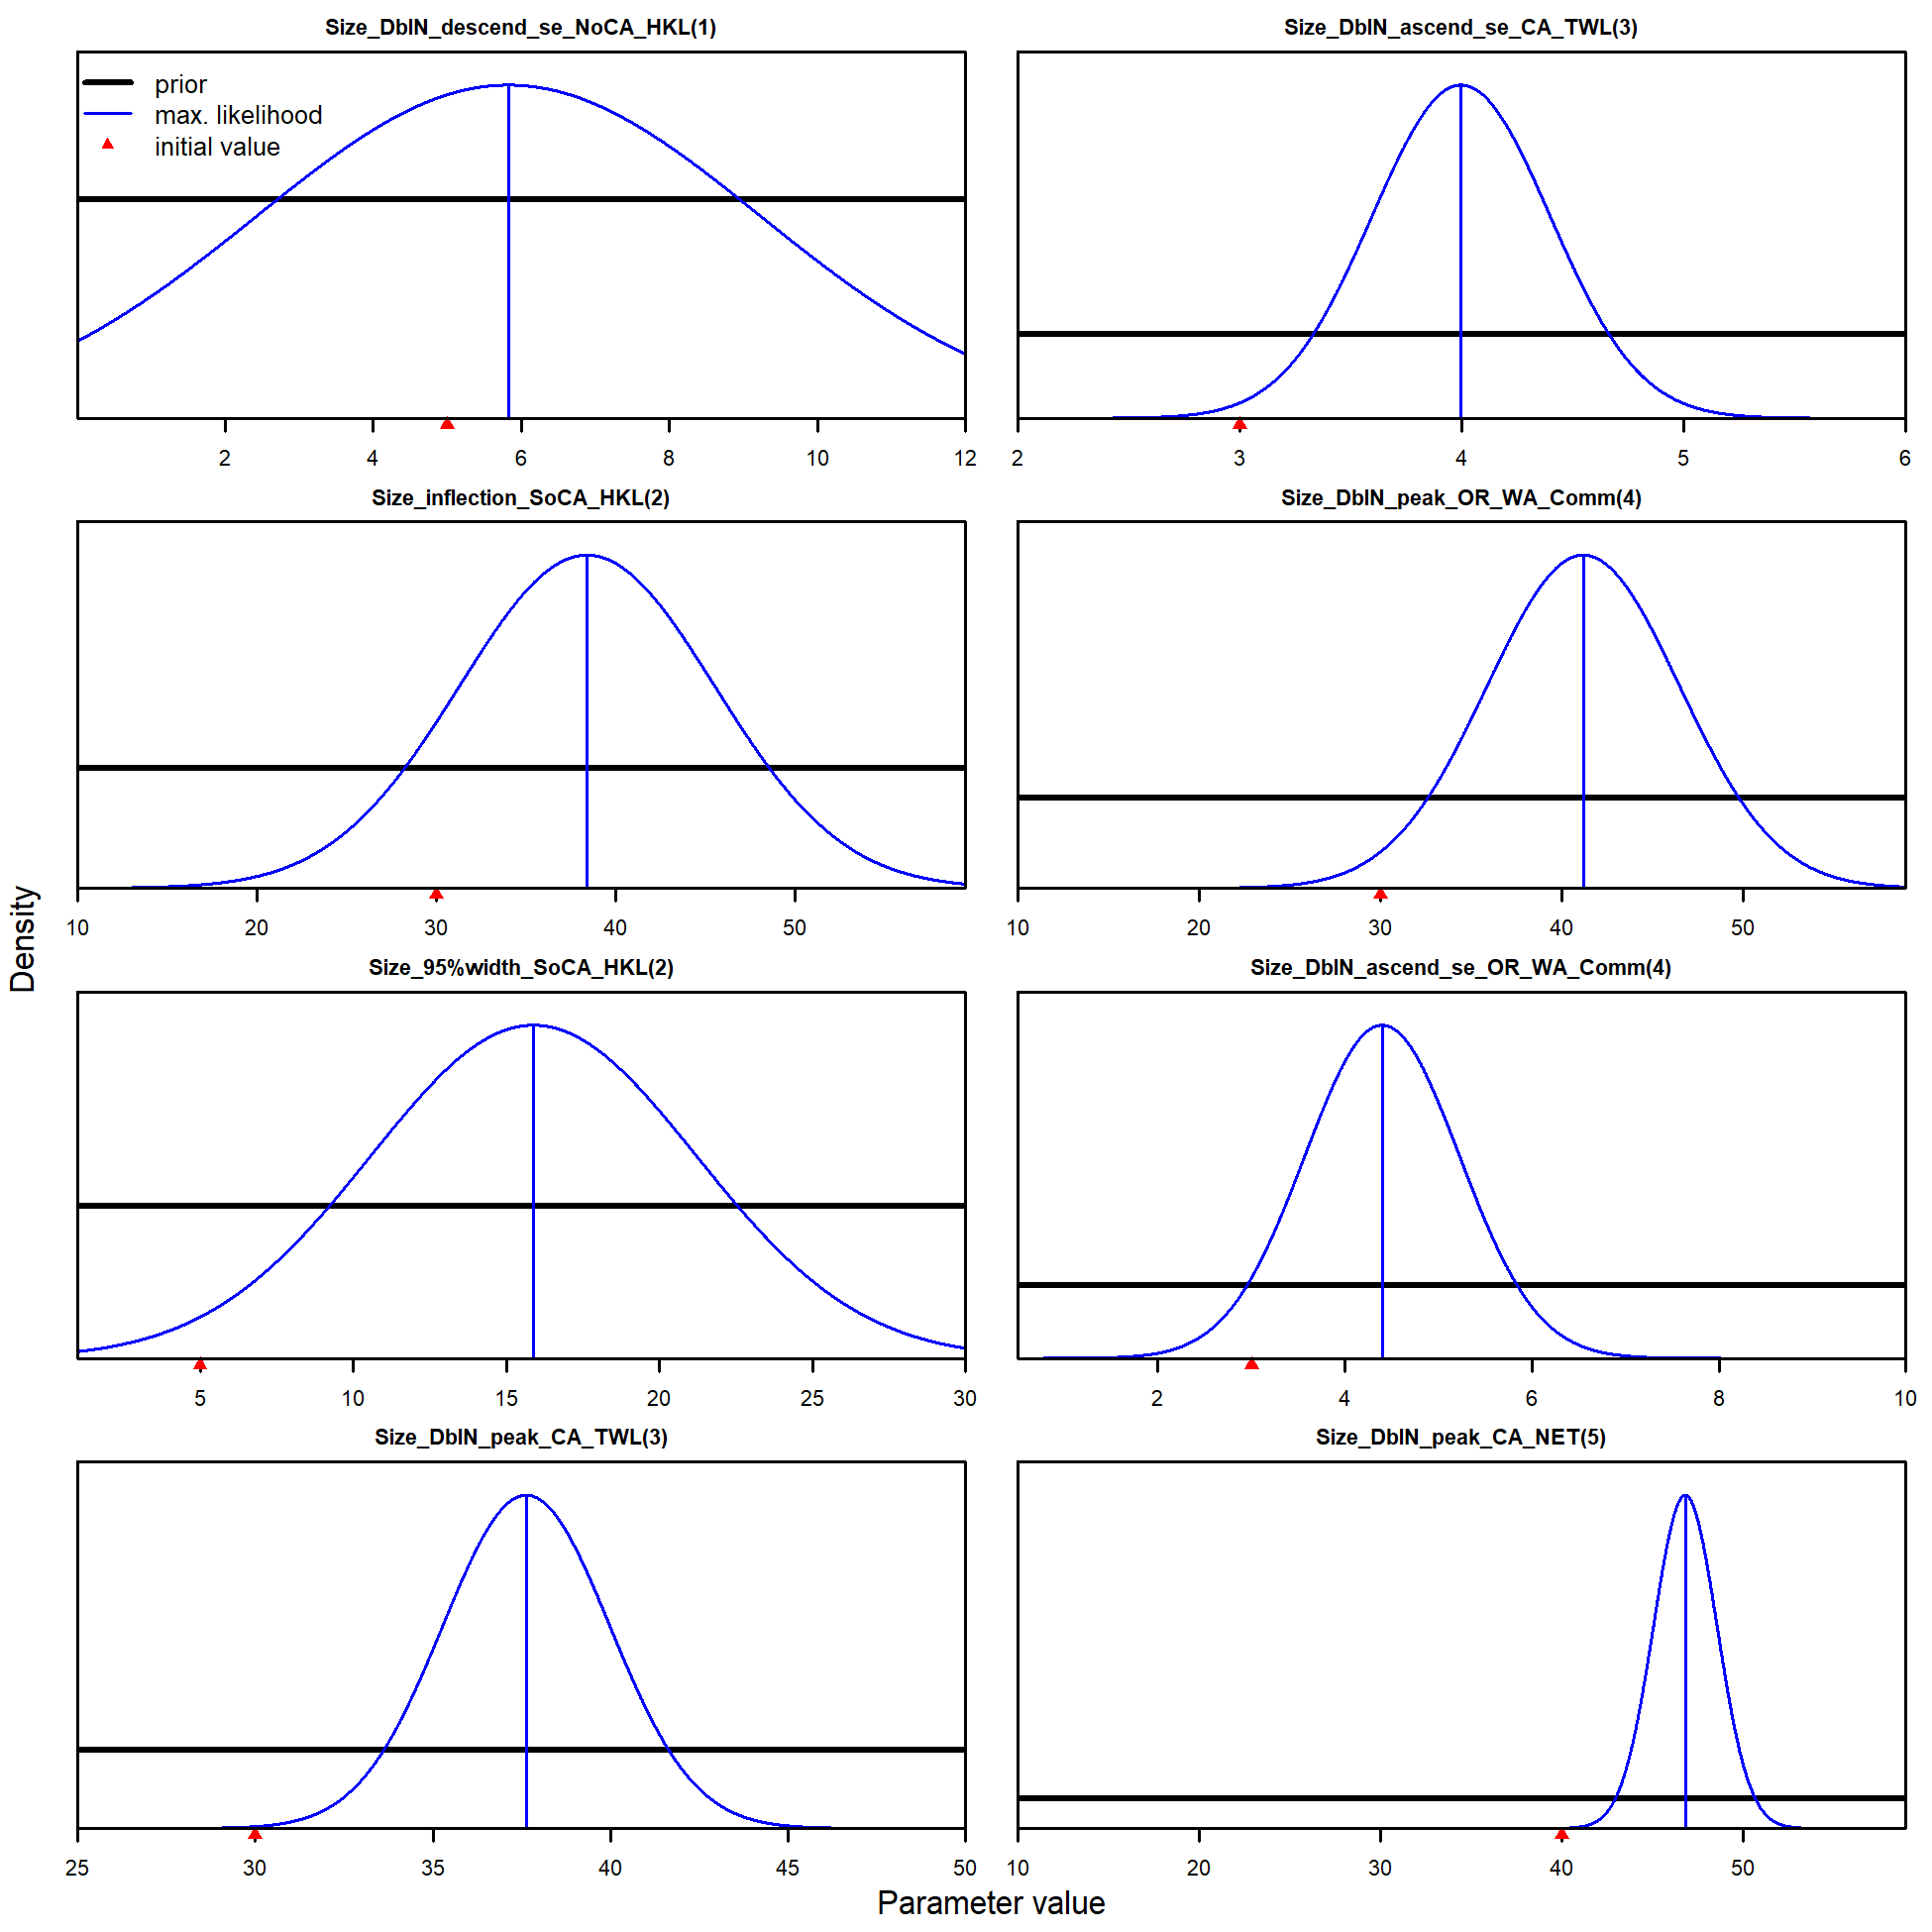 Size_DblN_descend_se_NoCA_HKL(1)
prior
max. likelihood
initial value
2 4 6 8 10 12
Size_DblN_ascend_se_CA_TWL(3)
2 3 4 5 6
Size_inflection_SoCA_HKL(2)
10 20 30 40 50
Size_DblN_peak_OR_WA_Comm(4)
10 20 30 40 50
Size_95%width_SoCA_HKL(2)
5 10 15 20 25 30
Size_DblN_ascend_se_OR_WA_Comm(4)
2 4 6 8 10
Size_DblN_peak_CA_TWL(3)
25 30 35 40 45 50
Size_DblN_peak_CA_NET(5)
10 20 30 40 50
Density
Parameter value